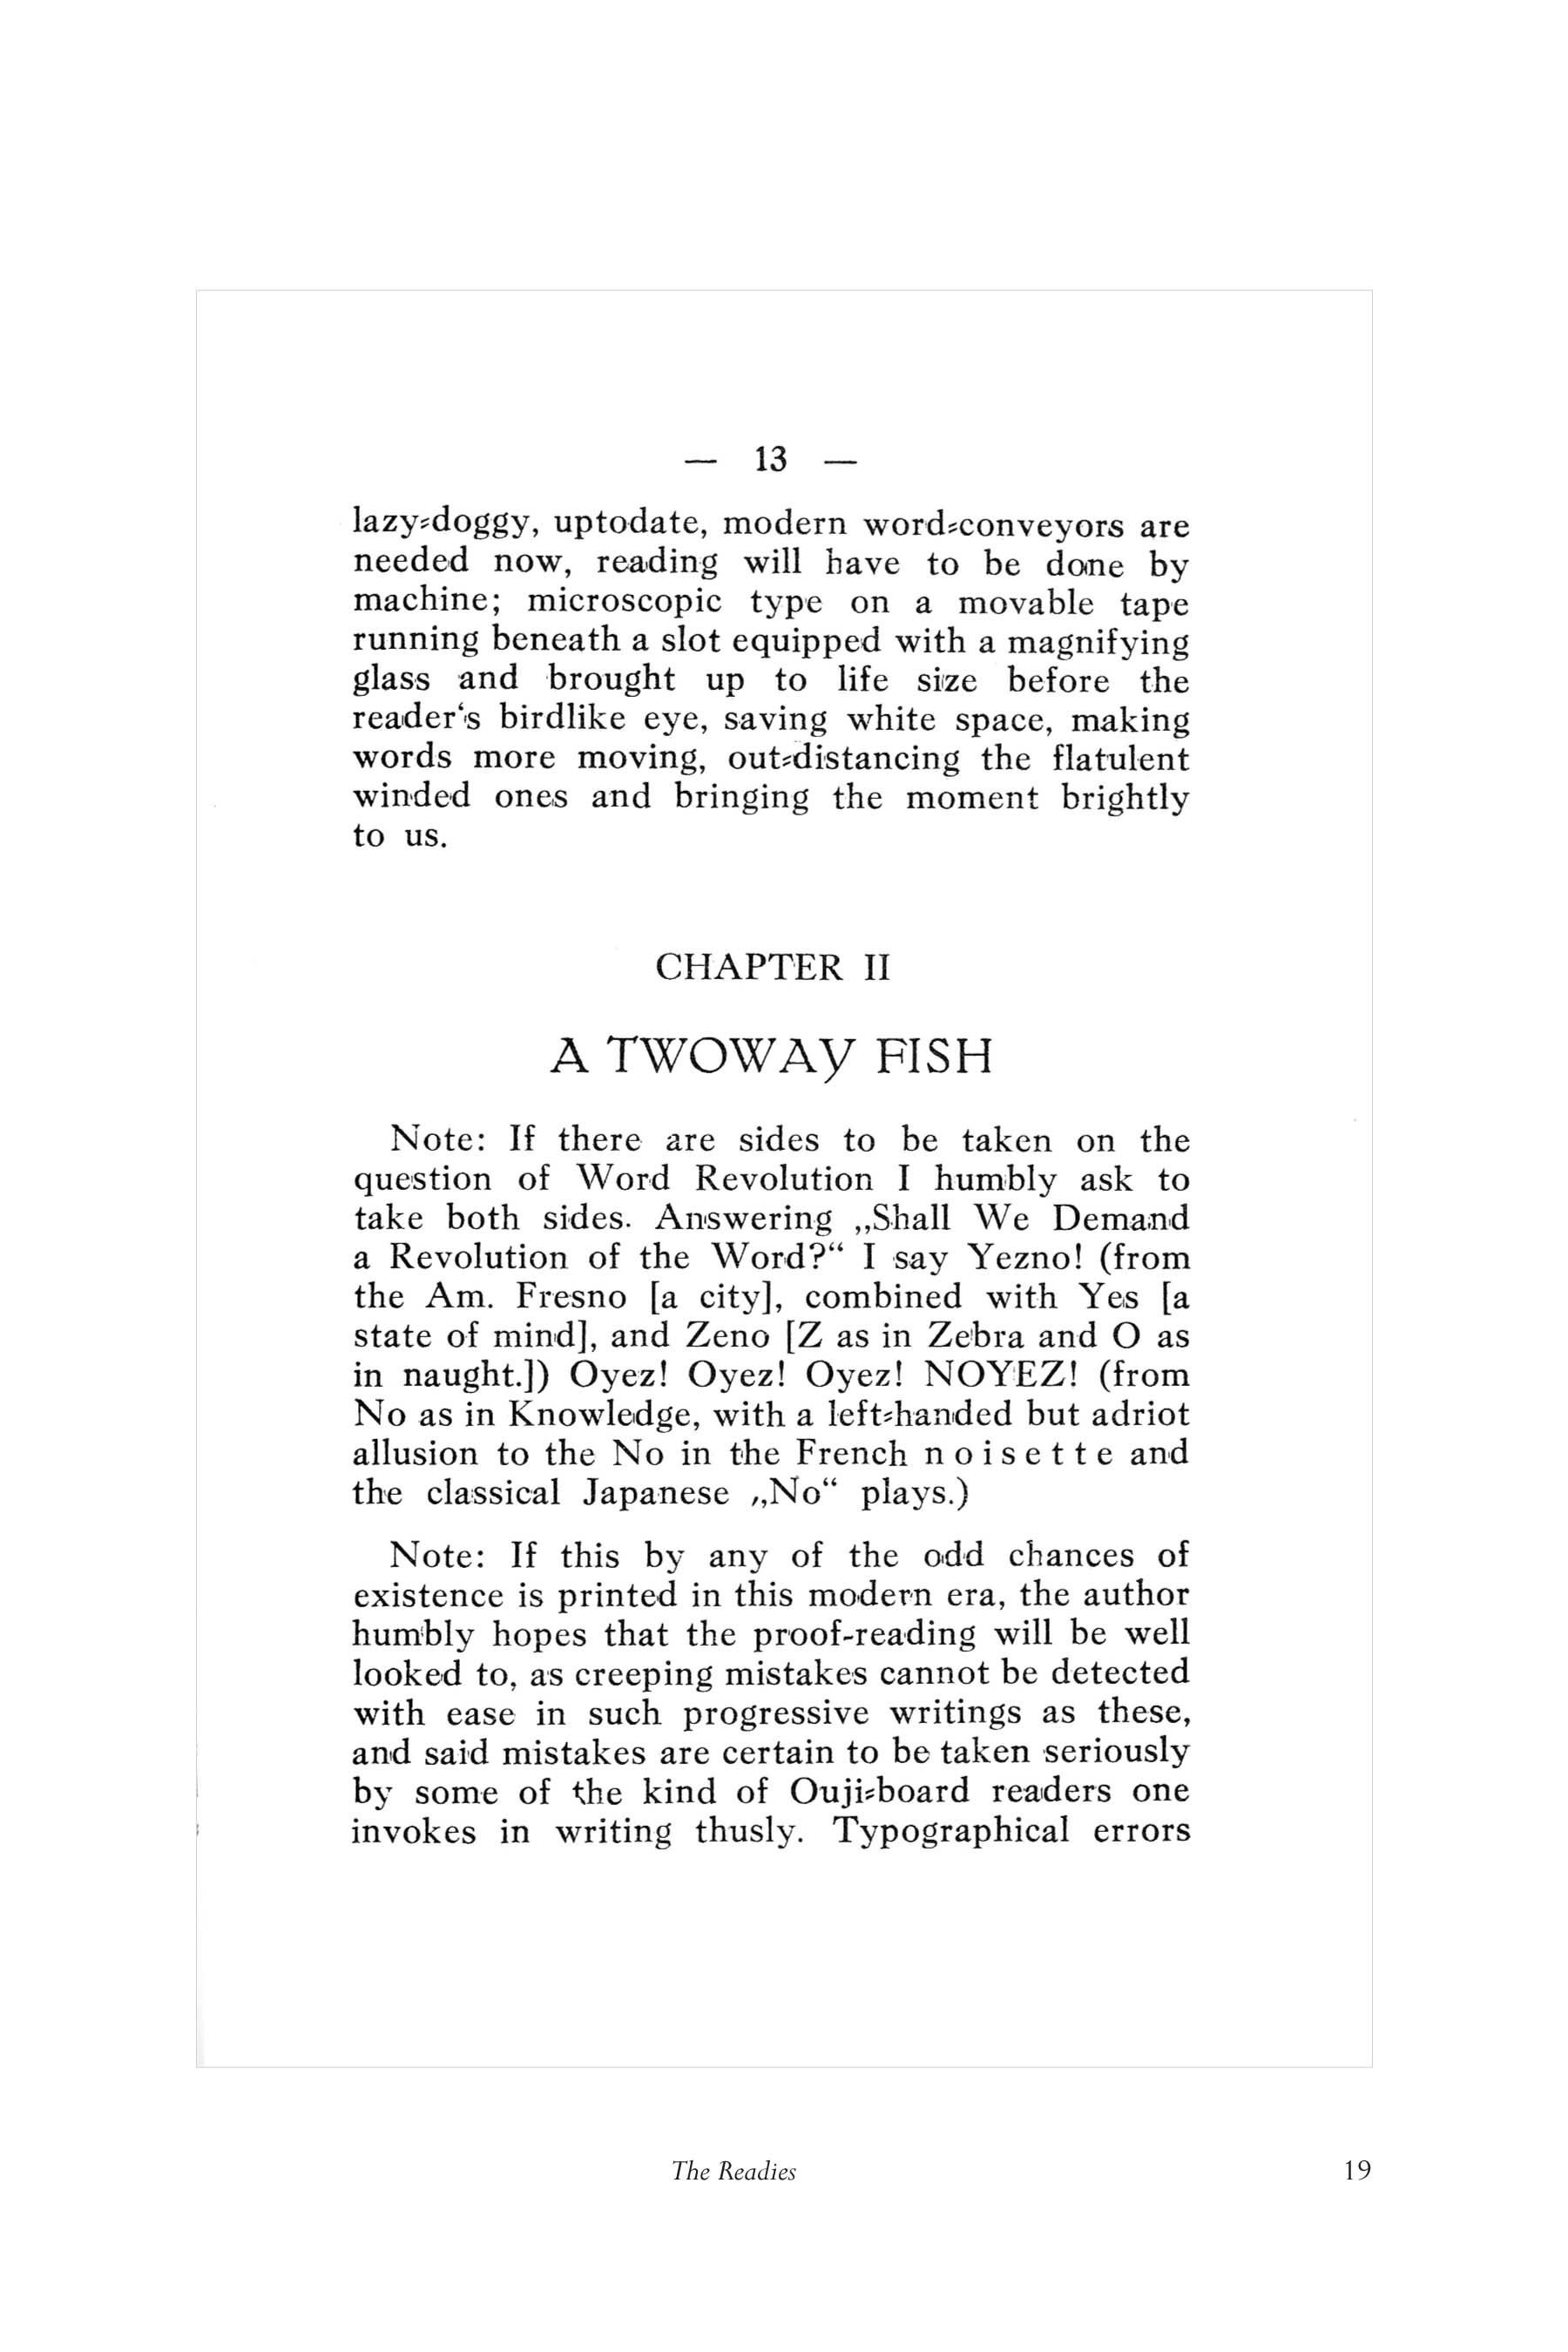 — 13 —
lazy⸗doggy, uptodate, modern word⸗conveyors are
needed now, reading will have to be done by
machine; microscopic type on a movable tape
running beneath a slot equipped with a magnifying
glass and brought up to life size before the
reader‘s birdlike eye, saving white space, making
words more moving, out⸗distancing the flatulent
winded ones and bringing the moment brightly
to us.
CHAPTER II
A TWOWAY FISH
Note: If there are sides to be taken on the
question of Word Revolution I humbly ask to
take both sides. Answering „Shall We Demand
a Revolution of the Word?“ I say Yezno! (from
the Am. Fresno [a city], combined with Yes [a
state of mind], and Zeno [Z as in Zebra and O as
in naught.]) Oyez! Oyez! Oyez! NOYEZ! (from
No as in Knowledge, with a left⸗handed but adriot
allusion to the No in the French n o i s e t t e and
the classical Japanese „No“ plays.)
Note: If this by any of the odd chances of
existence is printed in this modern era, the author
humbly hopes that the proof-reading will be well
looked to, as creeping mistakes cannot be detected
with ease in such progressive writings as these,
and said mistakes are certain to be taken seriously
by some of the kind of Ouji⸗board readers one
invokes in writing thusly. Typographical errors
The Readies 19